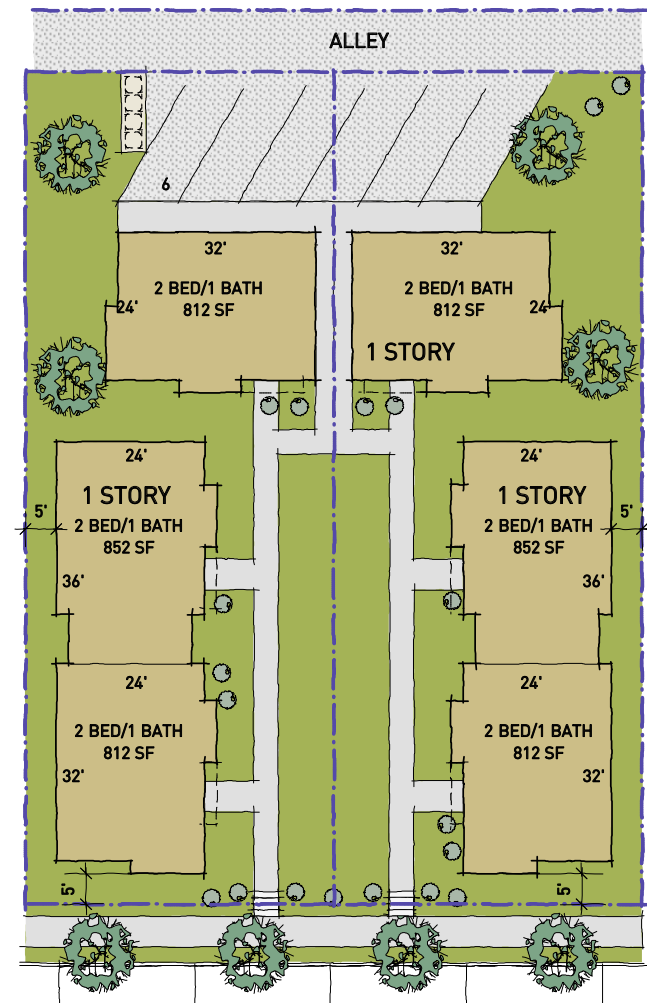 ALLEY
6
32'
32'
2 BED/1 BATH
812 SF
2 BED/1 BATH
812 SF
24'
24'
1 STORY
24'
24'
1 STORY
1 STORY
5'
5'
2 BED/1 BATH
852 SF
2 BED/1 BATH
852 SF
36'
36'
24'
24'
2 BED/1 BATH
812 SF
2 BED/1 BATH
812 SF
32'
32'
5'
5'